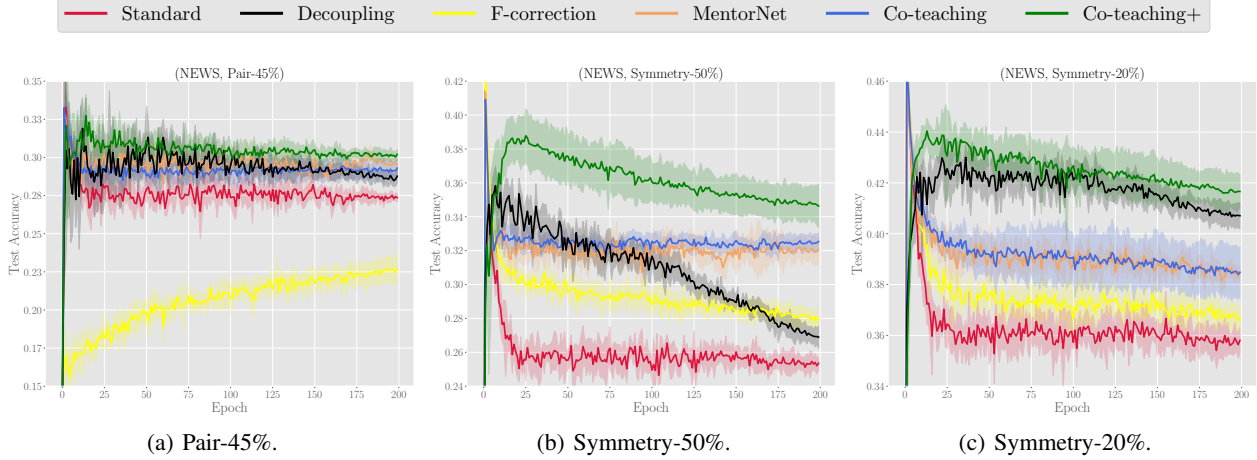 Standard Decoupling F-correction MentorNet Co-teaching Co-teaching+
(NEWS, Pair-45%)
0.35
0.33
0.30
0.28
0.25
0.23
0.20
0.17
0.15
Test Accuracy
0 25 50 75 100 125 150 175 200
Epoch
(a) Pair-45%.
(NEWS, Symmetry-50%)
0.42
0.40
0.38
0.36
0.34
0.32
0.30
0.28
0.26
0.24
Test Accuracy
0 25 50 75 100 125 150 175 200
Epoch
(b) Symmetry-50%.
(NEWS, Symmetry-20%)
0.46
0.44
0.42
0.40
0.38
0.36
0.34
Test Accuracy
0 25 50 75 100 125 150 175 200
Epoch
(c) Symmetry-20%.